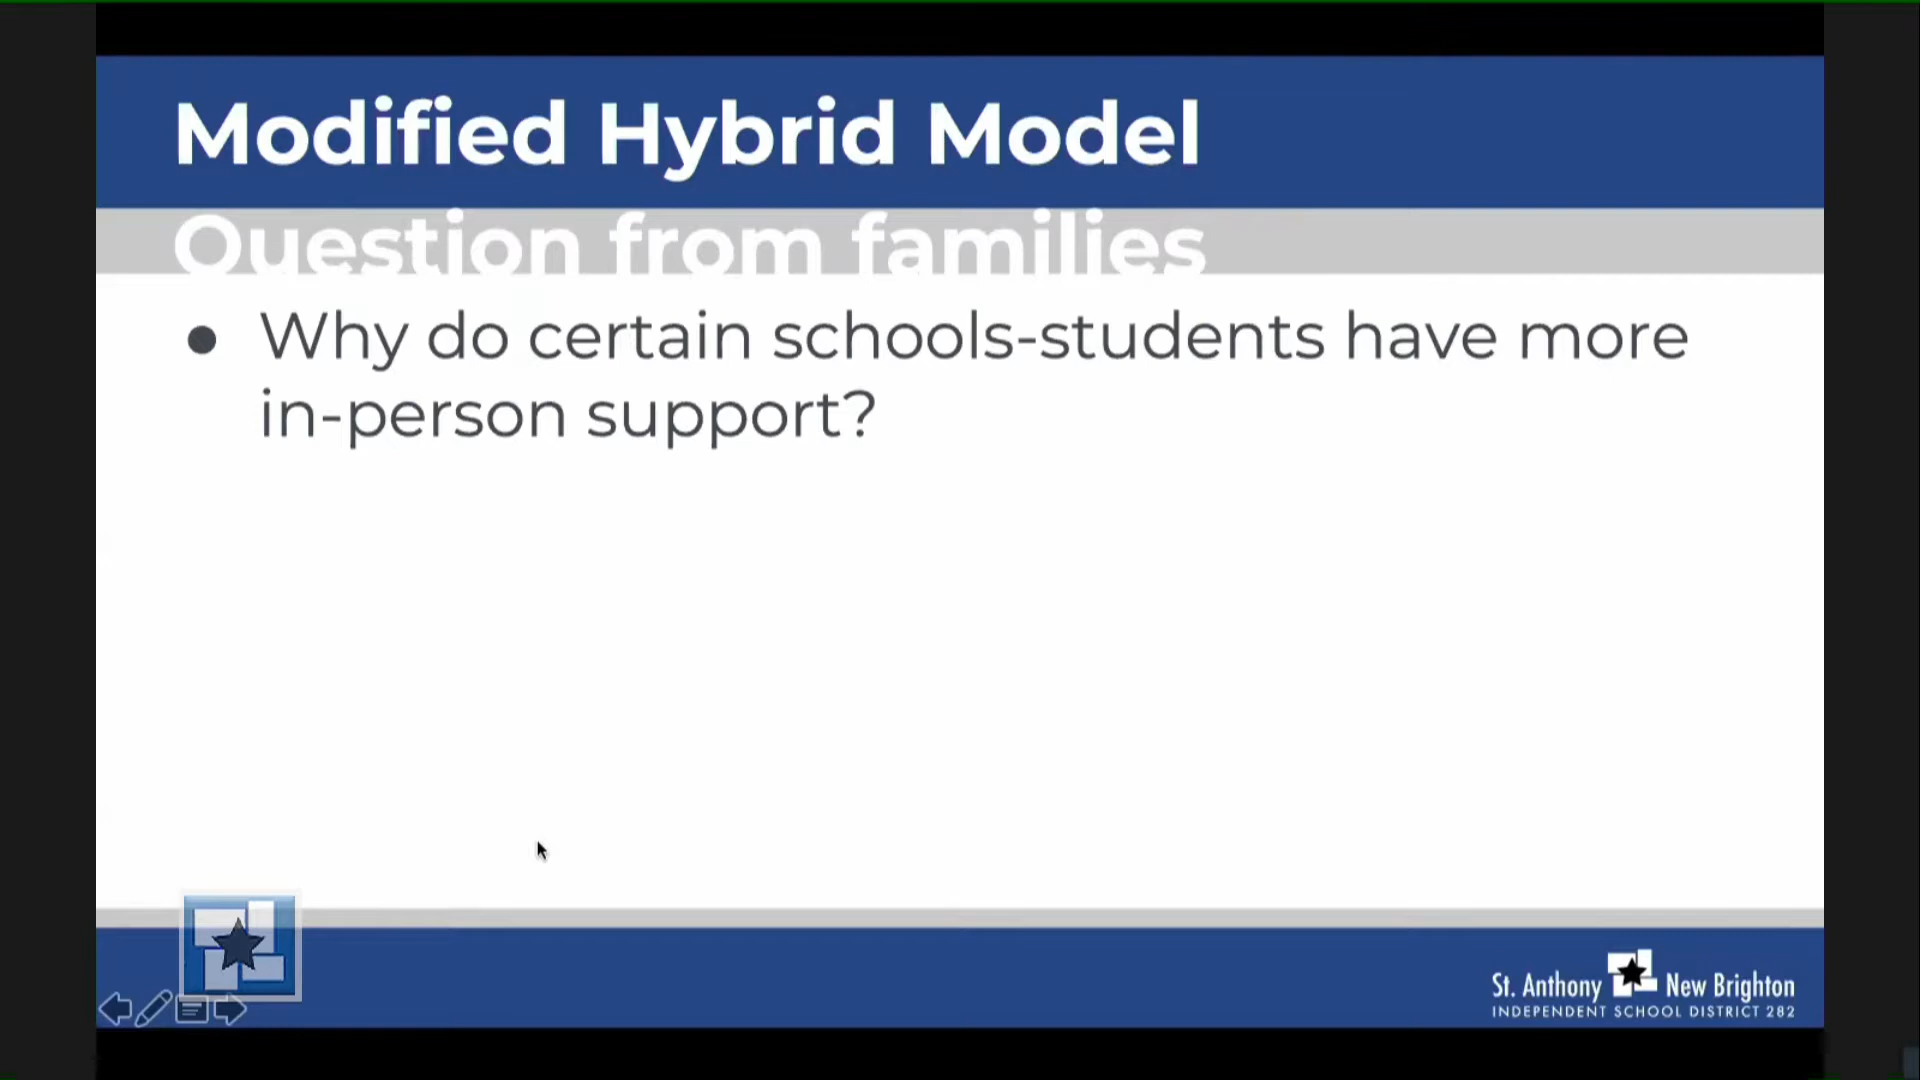 Modified Hybrid Model
Question from families
● Why do certain schools-students have more
in-person support?
St. Anthony New Brighton
INDEPENDENT SCHOOL DISTRICT 282